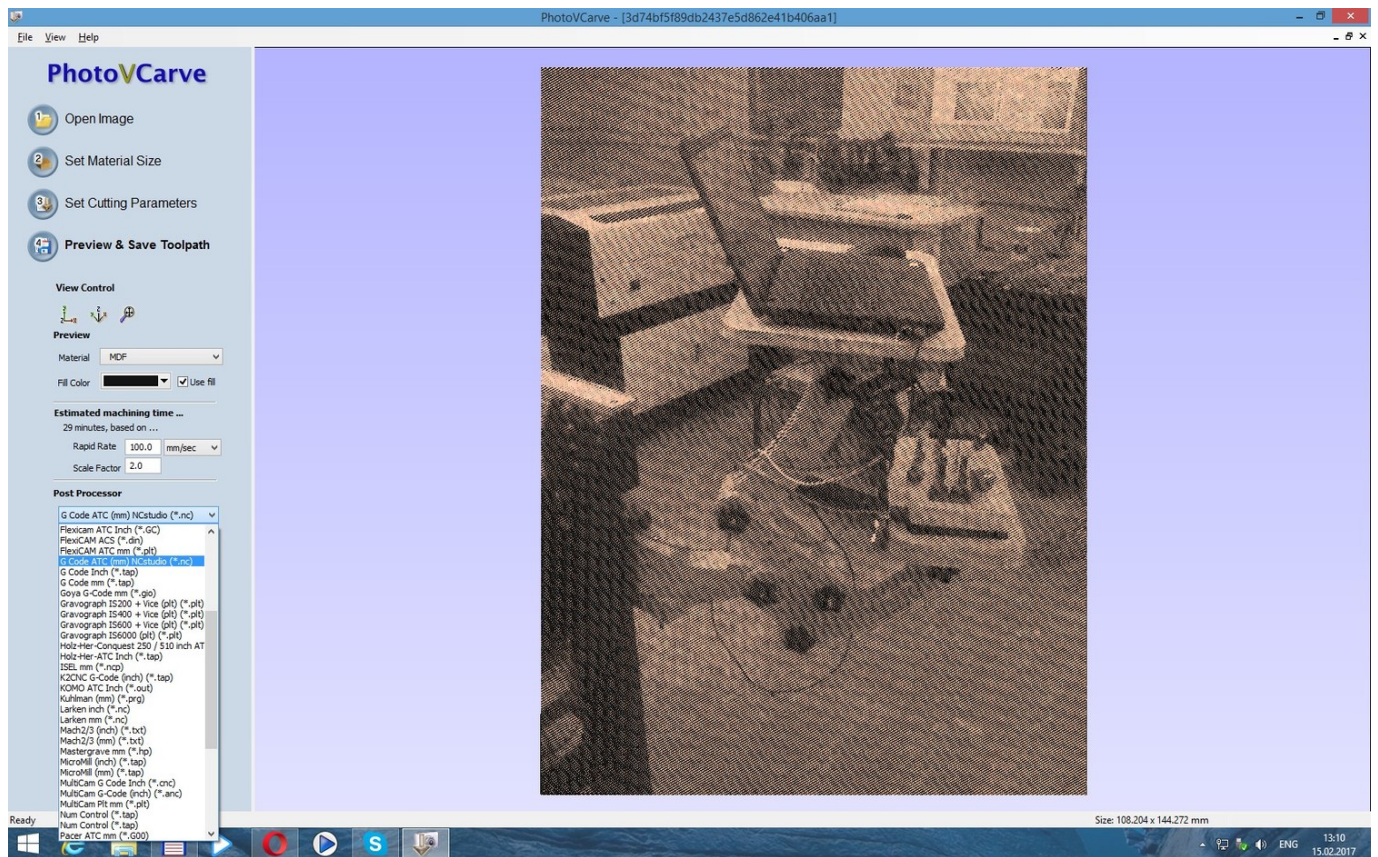 PhotoVCarve - [3d74bf5f89db2437e5d862e41b406aa1]
File View Help
PhotoVCarve
1 Open Image
2 Set Material Size
3 Set Cutting Parameters
4 Preview & Save Toolpath
View Control
Preview
Material MDF
Fill Color Use fill
Estimated machining time ...
29 minutes, based on ...
Rapid Rate 100.0 mm/sec
Scale Factor 2.0
Post Processor
G Code ATC (mm) NCstudio (*.nc)
Flexicam ATC Inch (*.GC)
FlexiCAM ACS (*.din)
FlexiCAM ATC mm (*.plt)
G Code ATC (mm) NCstudio (*.nc)
G Code Inch (*.tap)
G Code mm (*.tap)
Goya G-Code mm (*.gio)
Gravograph IS200 + Vice (plt) (*.plt)
Gravograph IS400 + Vice (plt) (*.plt)
Gravograph IS600 + Vice (plt) (*.plt)
Gravograph IS6000 (plt) (*.plt)
Holz-Her-Conquest 250 / 510 inch AT
Holz-Her-ATC Inch (*.tap)
ISEL mm (*.ncp)
K2CNC G-Code (inch) (*.tap)
KOMO ATC Inch (*.out)
Kuhlman (mm) (*.prg)
Larken inch (*.nc)
Larken mm (*.nc)
Mach2/3 (inch) (*.txt)
Mach2/3 (mm) (*.txt)
Mastergrave mm (*.hp)
MicroMill (inch) (*.tap)
MicroMill (mm) (*.tap)
MultiCam G Code Inch (*.cnc)
MultiCam G-Code (inch) (*.anc)
MultiCam Plt mm (*.plt)
Num Control (*.tap)
Num Control (*.tap)
Pacer ATC mm (*.G00)
Ready
Size: 108.204 x 144.272 mm
ENG
13:10
15.02.2017